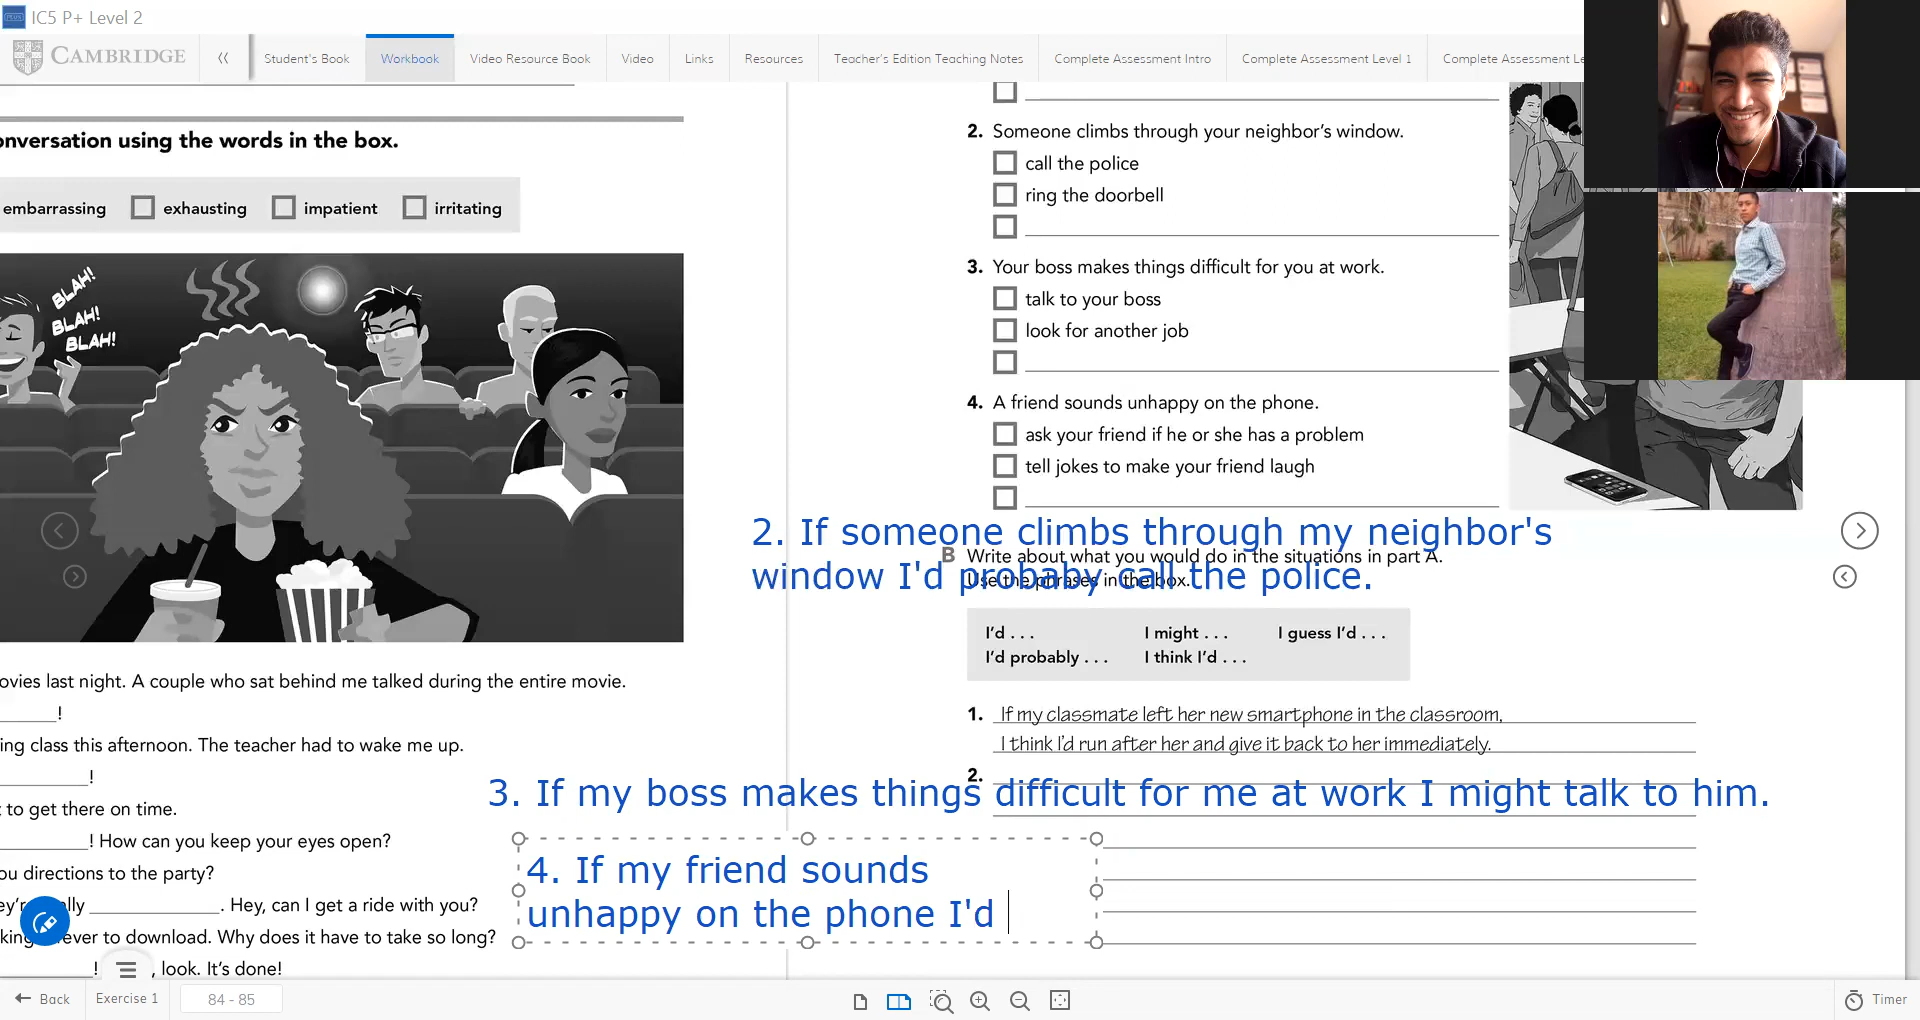 IC5 P+ Level 2
CAMBRIDGE
Student's Book
Workbook
Video Resource Book
Video
Links
Resources
Teacher's Edition Teaching Notes
Complete Assessment Intro
Complete Assessment Level 1
Complete Assessment Le
onversation using the words in the box.
embarrassing
exhausting
impatient
irritating
BLAH!
BLAH!
BLAH!
ovies last night. A couple who sat behind me talked during the entire movie.
!
ing class this afternoon. The teacher had to wake me up.
!
to get there on time.
! How can you keep your eyes open?
ou directions to the party?
ey're lly. Hey, can I get a ride with you?
king ever to download. Why does it have to take so long?
! , look. It's done!
2. Someone climbs through your neighbor's window.
call the police
ring the doorbell
3. Your boss makes things difficult for you at work.
talk to your boss
look for another job
4. A friend sounds unhappy on the phone.
ask your friend if he or she has a problem
tell jokes to make your friend laugh
2. If someone climbs through my neighbor's
window I'd probaby call the police.
B Write about what you would do in the situations in part A.
Use the phrases in the box.
I'd . . .
I might . . .
I guess I'd . . .
I'd probably . . .
I think I'd . . .
1. If my classmate left her new smartphone in the classroom,
I think I'd run after her and give it back to her immediately.
2.
3. If my boss makes things difficult for me at work I might talk to him.
4. If my friend sounds
unhappy on the phone I'd
Back
Exercise 1
84 - 85
Timer